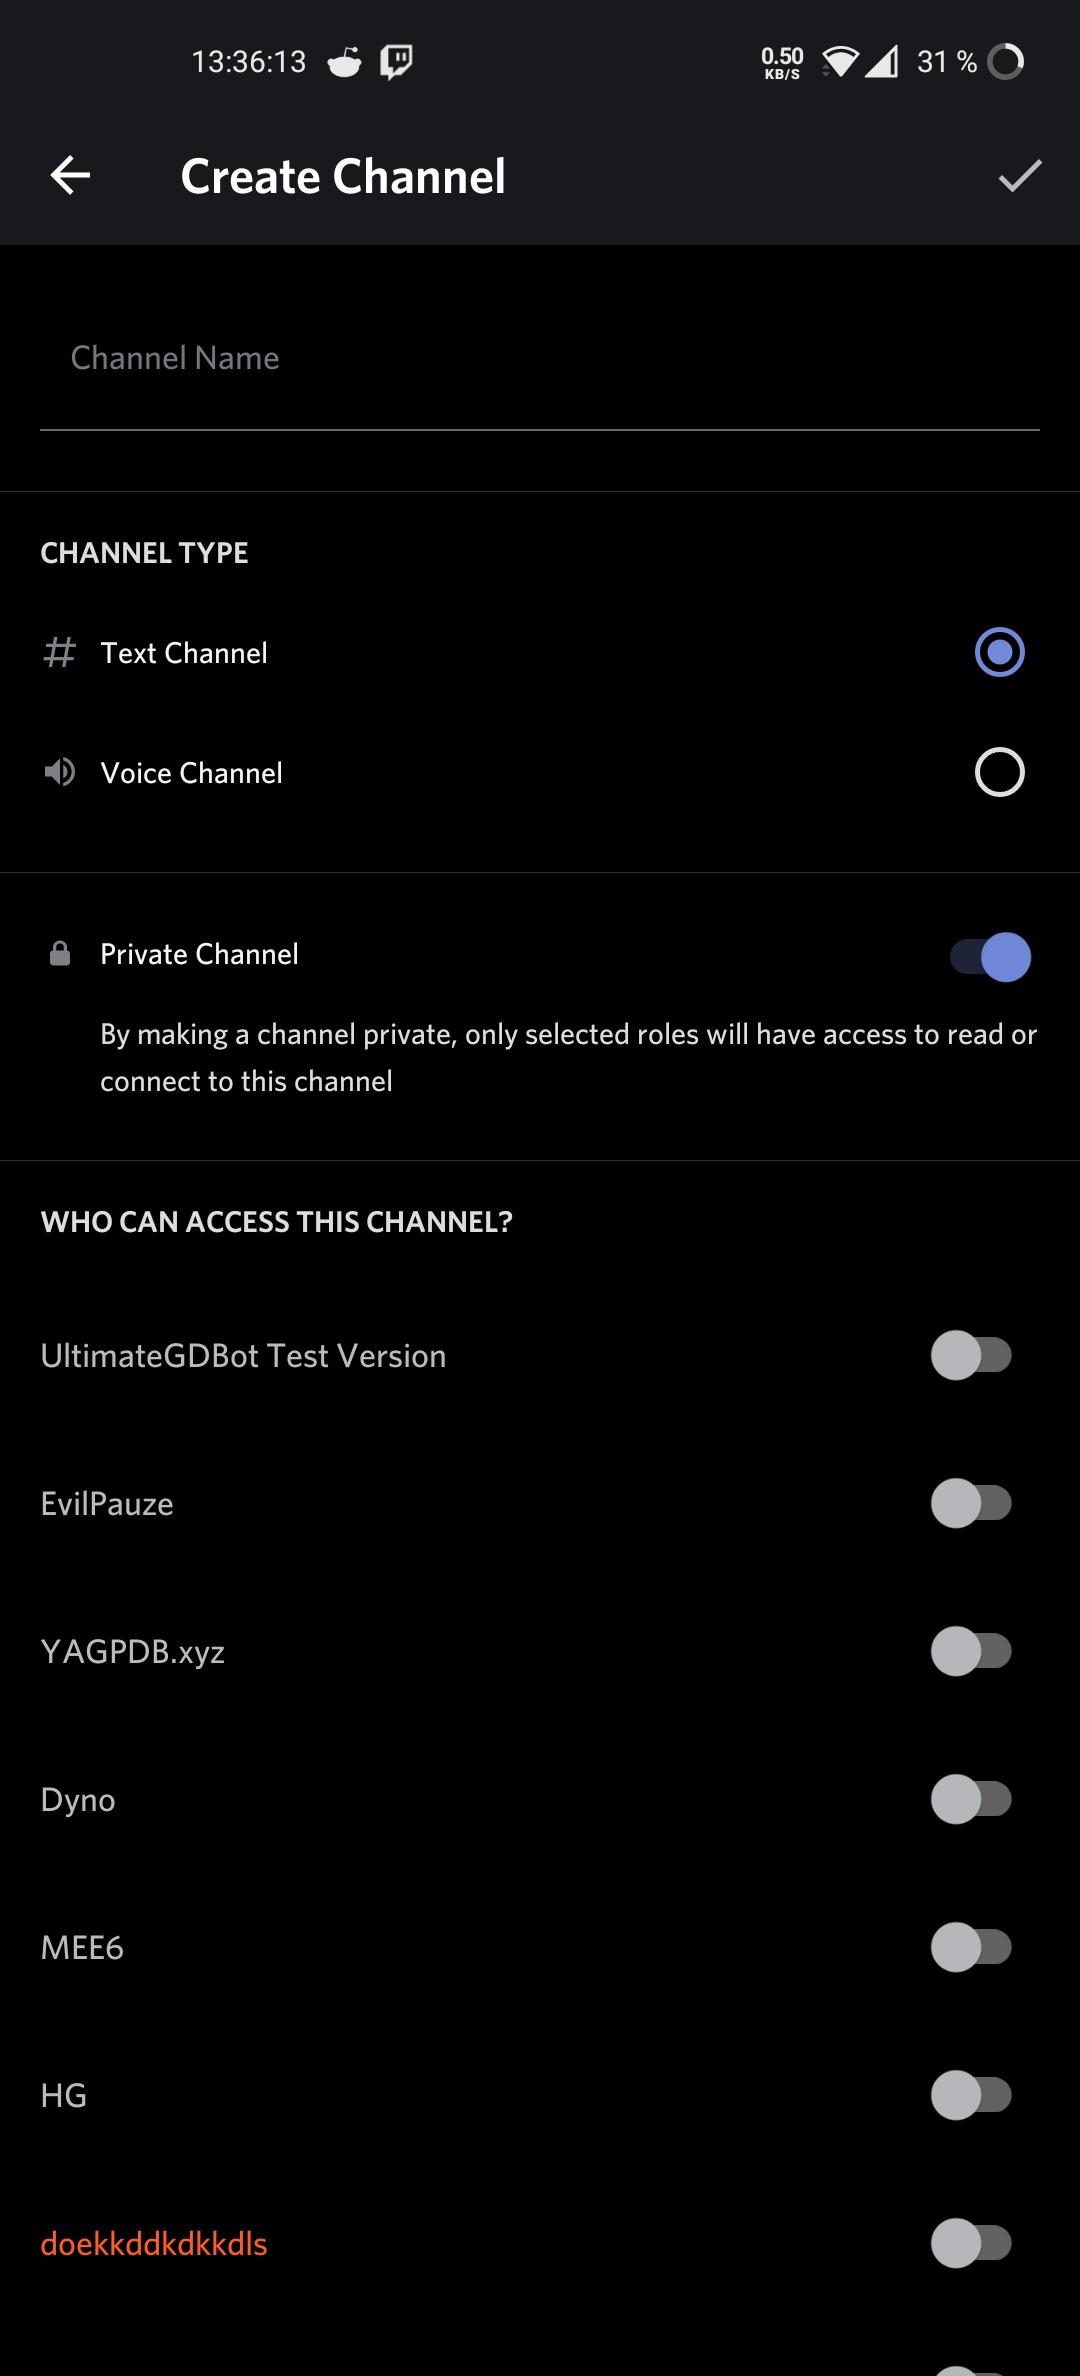 13:36:13
0.50
KB/S
31 %
Create Channel
Channel Name
CHANNEL TYPE
Text Channel
Voice Channel
Private Channel
By making a channel private, only selected roles will have access to read or
connect to this channel
WHO CAN ACCESS THIS CHANNEL?
UltimateGDBot Test Version
EvilPauze
YAGPDB.xyz
Dyno
MEE6
HG
doekkddkdkkdls